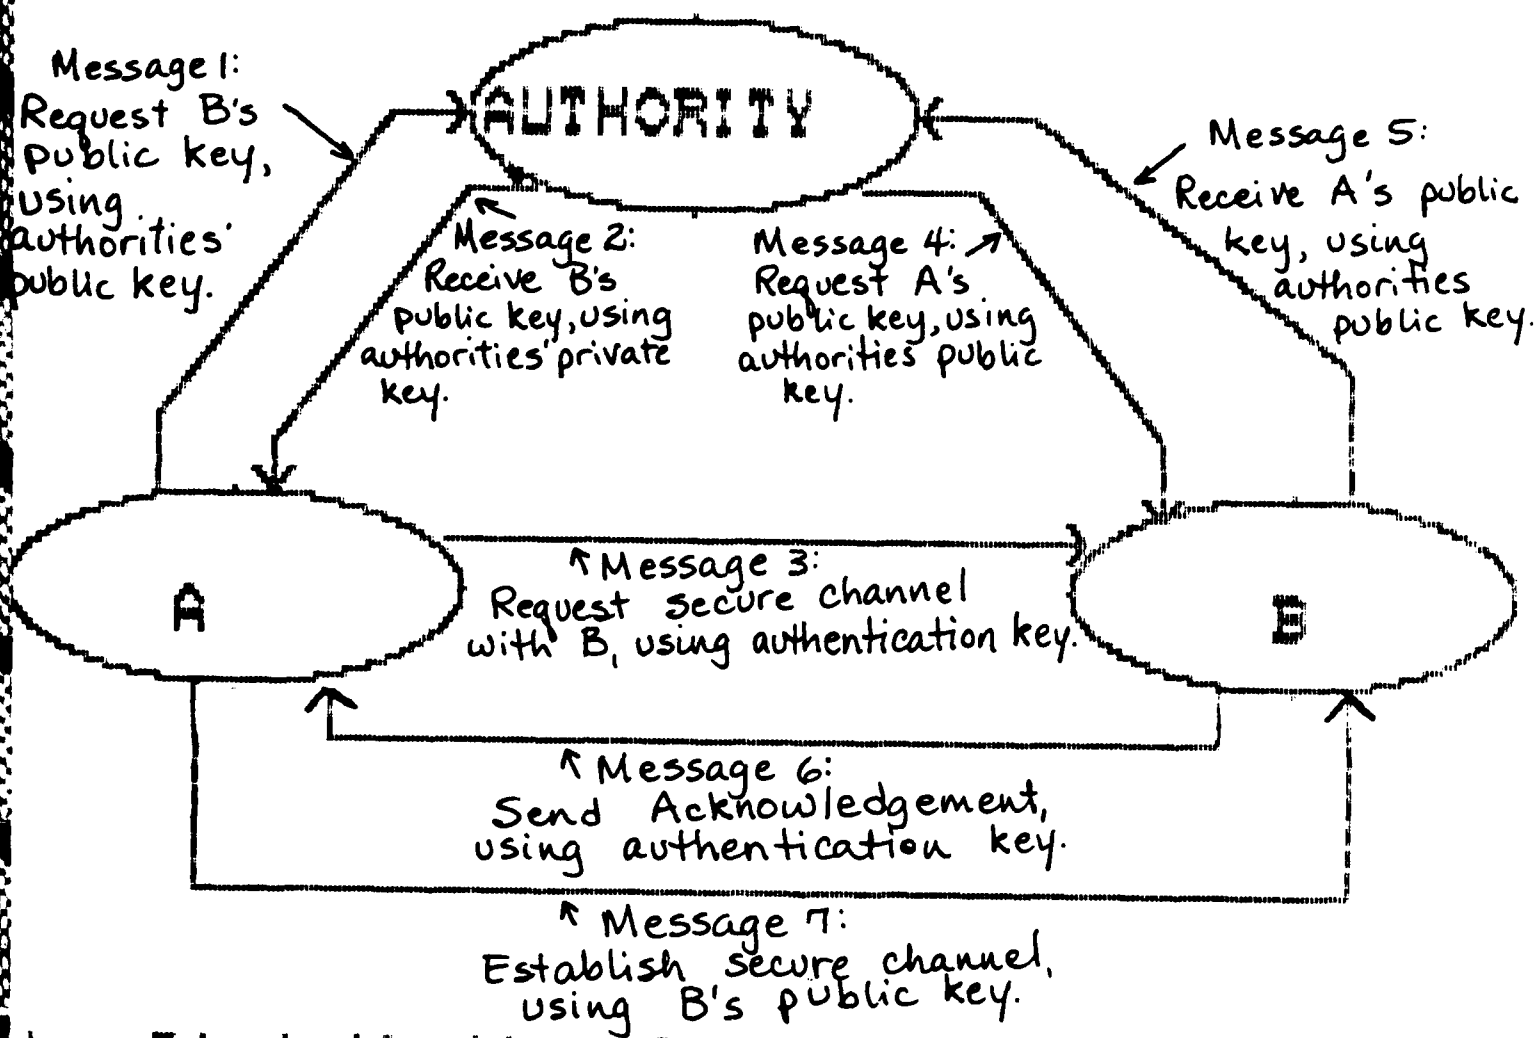 Message 1:
Request B's
public key,
using
authorities'
public key.
AUTHORITY
Message 2:
Receive B's
public key, using
authorities' private
key.
Message 4:
Request A's
public key, using
authorities public
key.
Message 5:
Receive A's public
key, using
authorities
public key.
A
B
Message 3:
Request secure channel
with B, using authentication key.
Message 6:
Send Acknowledgement,
using authentication key.
Message 7:
Establish secure channel,
using B's public key.